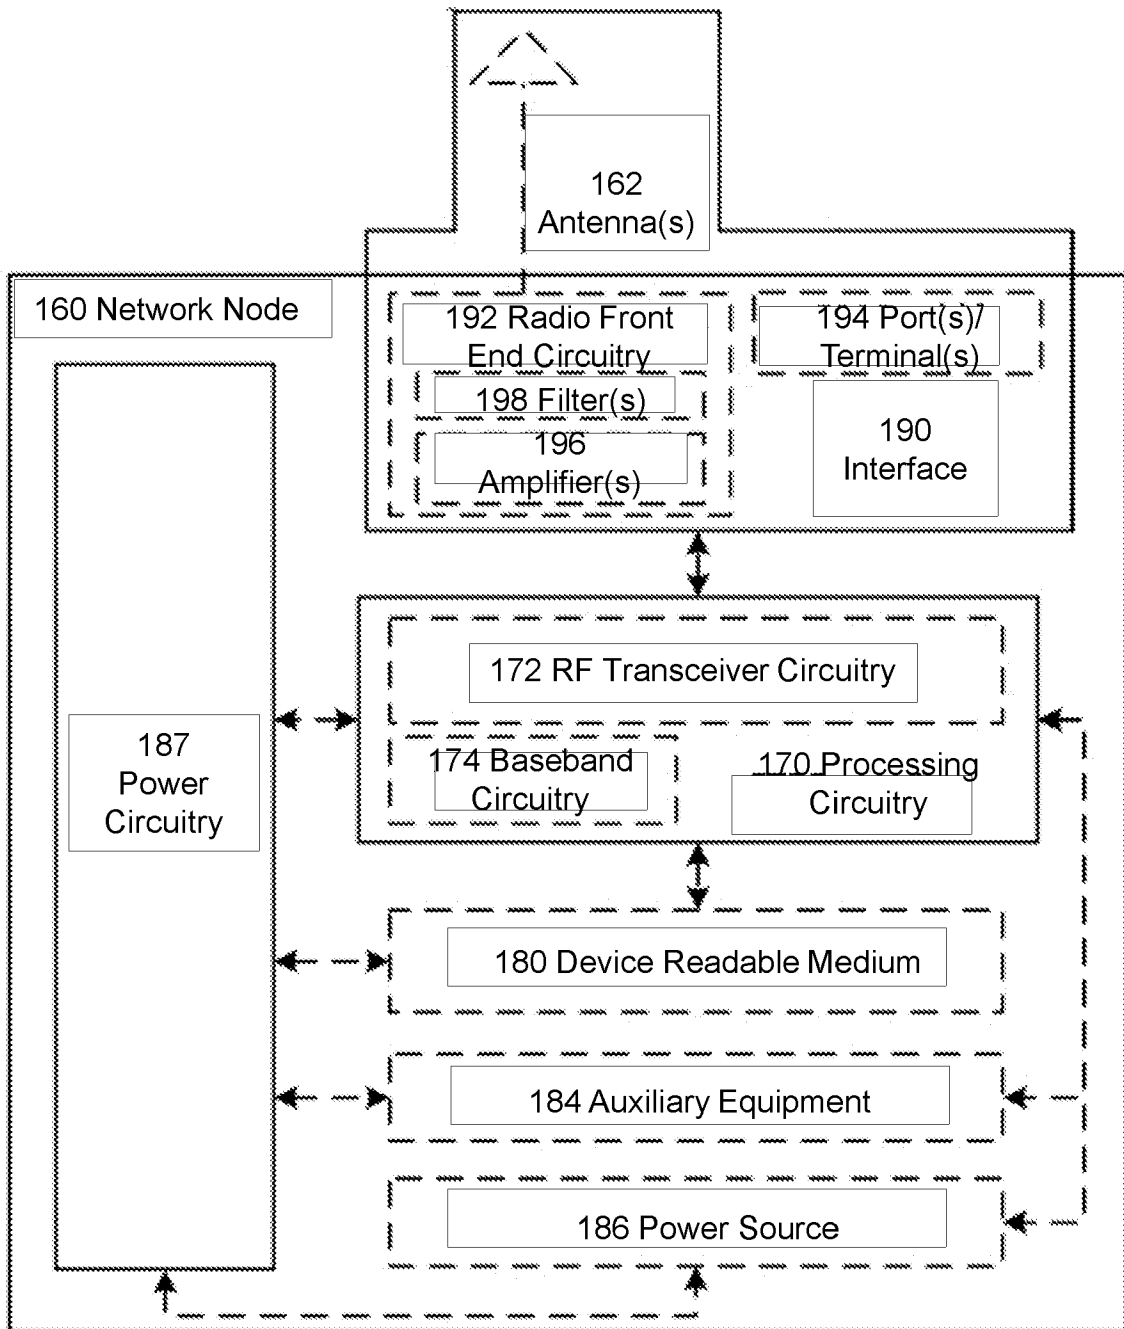 162
Antenna(s)
160 Network Node
192 Radio Front
End Circuitry
194 Port(s)/
Terminal(s)
198 Filter(s)
196
Amplifier(s)
190
Interface
172 RF Transceiver Circuitry
187
Power
Circuitry
174 Baseband
Circuitry
170 Processing
Circuitry
180 Device Readable Medium
184 Auxiliary Equipment
186 Power Source